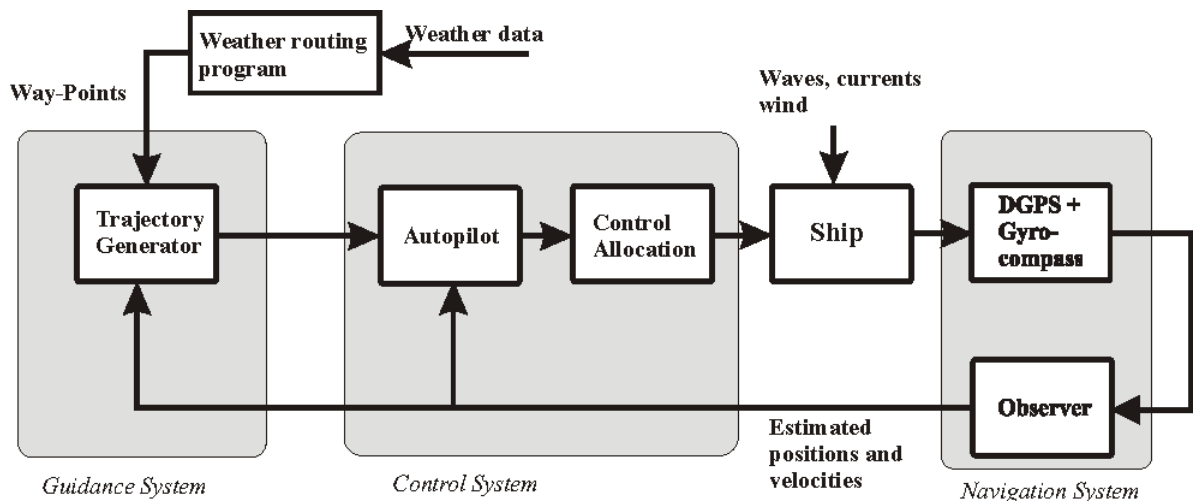 Weather routing
program
Weather data
Way-Points
Waves, currents
wind
Trajectory
Generator
Autopilot
Control
Allocation
Ship
DGPS +
Gyro-
compass
Observer
Estimated
positions and
velocities
Guidance System
Control System
Navigation System